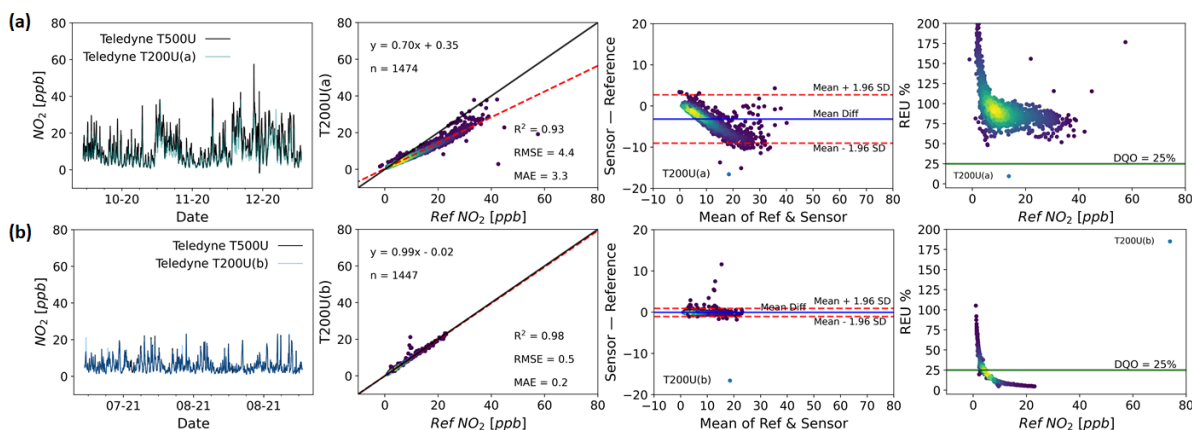 (a)
80
60
40
20
0
NO2 [ppb]
Teledyne T500U
Teledyne T200U(a)
10-20 11-20 12-20
Date
80
60
40
20
0
T200U(a)
y = 0.70x + 0.35
n = 1474
R2 = 0.93
RMSE = 4.4
MAE = 3.3
0 20 40 60 80
Ref NO2 [ppb]
20
10
0
−10
−20
Sensor — Reference
Mean + 1.96 SD
Mean Diff
Mean - 1.96 SD
T200U(a)
−10 0 10 20 30 40 50 60 70 80
Mean of Ref & Sensor
200
175
150
125
100
75
50
25
0
REU %
DQO = 25%
T200U(a)
0 20 40 60 80
Ref NO2 [ppb]
(b)
80
60
40
20
0
NO2 [ppb]
Teledyne T500U
Teledyne T200U(b)
07-21 08-21 08-21
Date
80
60
40
20
0
T200U(b)
y = 0.99x - 0.02
n = 1447
R2 = 0.98
RMSE = 0.5
MAE = 0.2
0 20 40 60 80
Ref NO2 [ppb]
20
10
0
−10
−20
Sensor — Reference
Mean + 1.96 SD
Mean Diff
Mean - 1.96 SD
T200U(b)
−10 0 10 20 30 40 50 60 70 80
Mean of Ref & Sensor
200
175
150
125
100
75
50
25
0
REU %
T200U(b)
DQO = 25%
0 20 40 60 80
Ref NO2 [ppb]